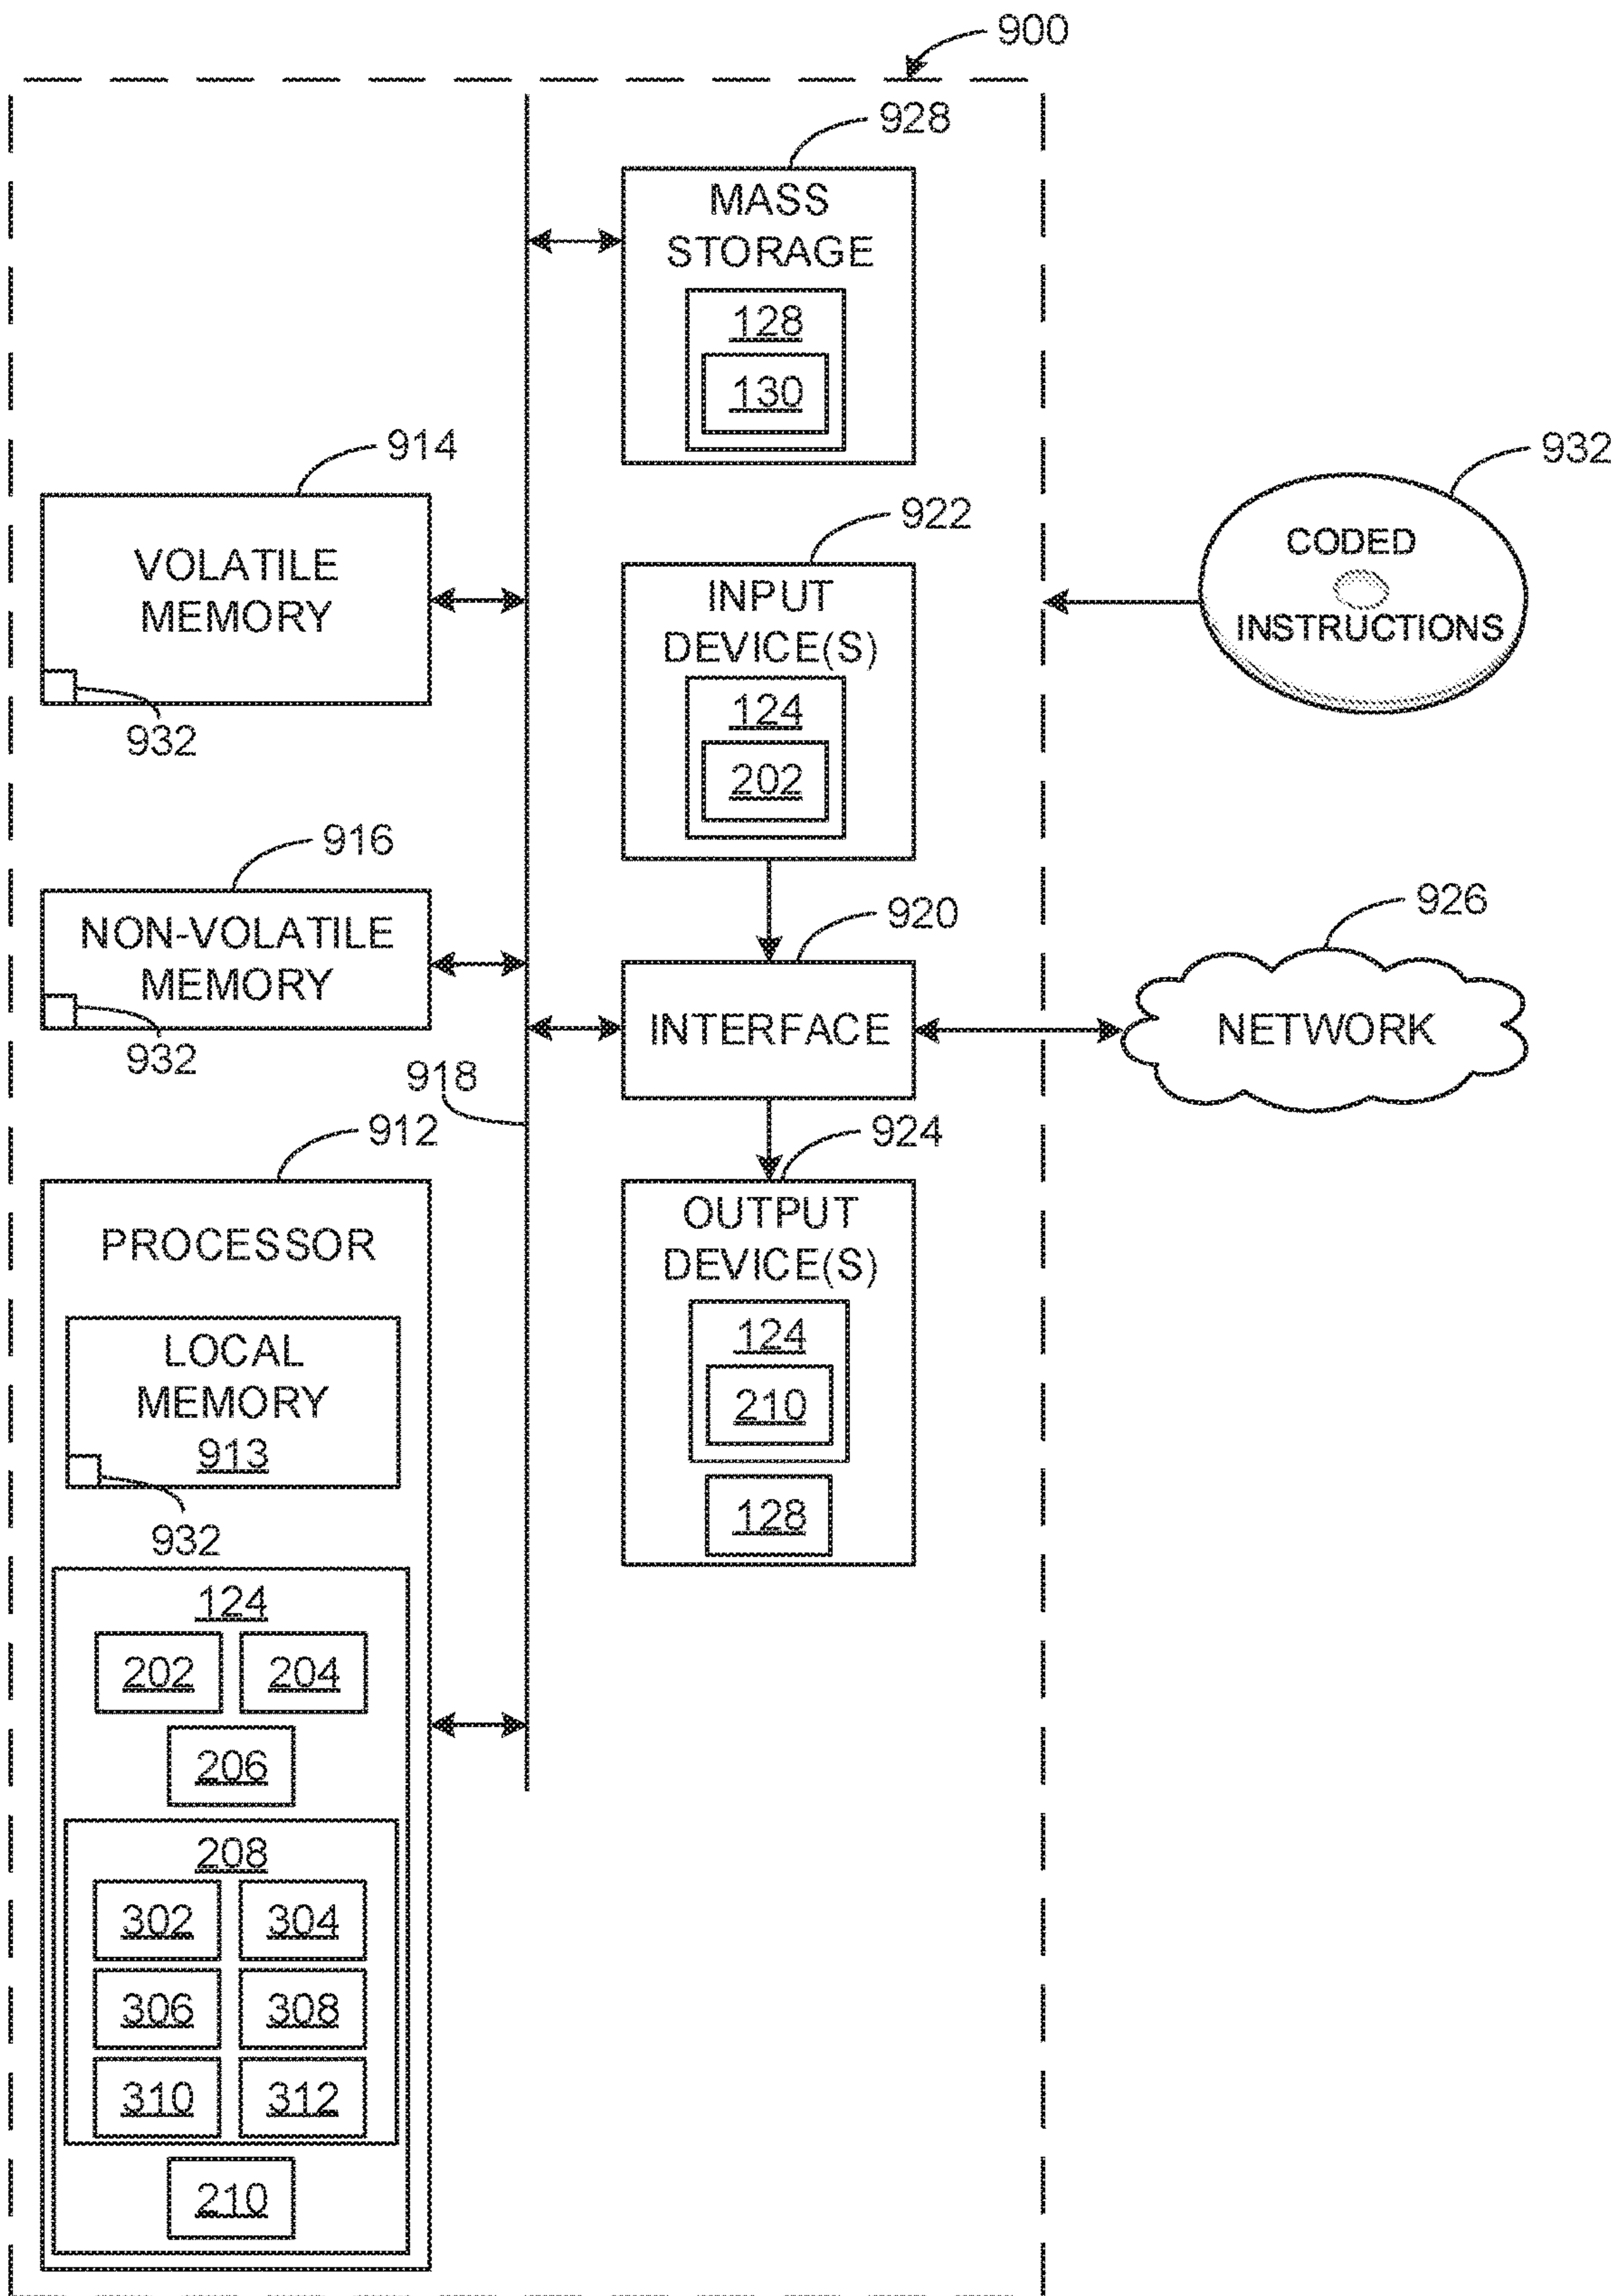 900
928
MASS
STORAGE
128
130
914
VOLATILE
MEMORY
932
922
INPUT
DEVICE(S)
124
202
932
CODED
INSTRUCTIONS
916
NON-VOLATILE
MEMORY
932
920
INTERFACE
926
NETWORK
918
912
PROCESSOR
LOCAL
MEMORY
913
932
924
OUTPUT
DEVICE(S)
124
210
128
124
202 204
206
208
302 304
306 308
310 312
210